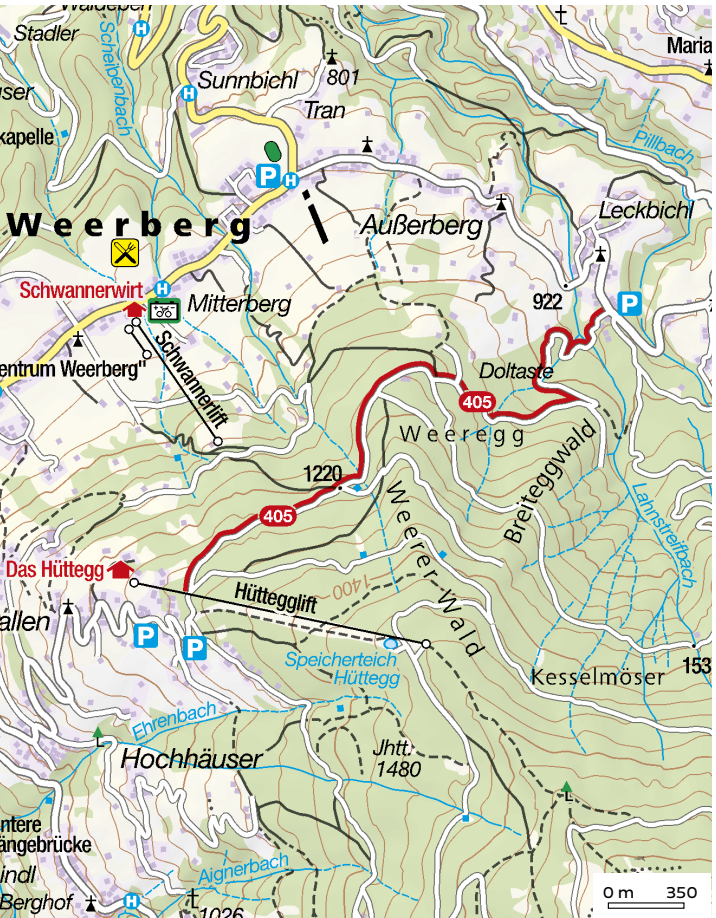 Stadler
Scheibenbach
Maria
Sunnbichl
801
Tran
kapelle
Pillbach
P
H
Weerberg
Außerberg
Leckbichl
Schwannerwirt
H
Mitterberg
922
P
Schwannerlift
entrum Weerberg"
Doltaste
405
Weeregg
1220
Breiteggwald
Lahnstreifbach
405
Weerer Wald
Das Hüttegg
1400
Hüttegglift
allen
P
P
Speicherteich
Hüttegg
Kesselmöser
153
Ehrenbach
L
Hochhäuser
Jhtt.
1480
L
ntere
ängebrücke
indl
Aignerbach
Berghof
H
1026
0 m 350